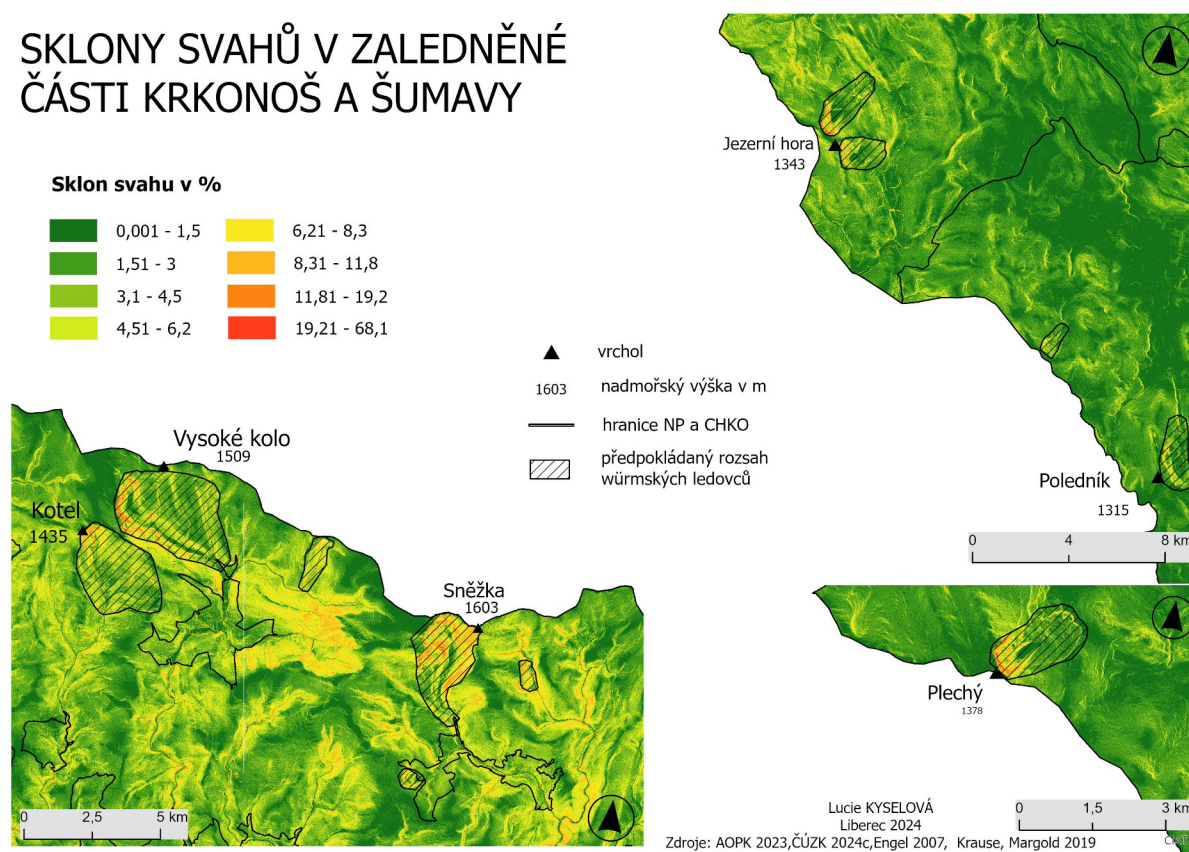 SKLONY SVAHŮ V ZALEDNĚNÉ
ČÁSTI KRKONOŠ A ŠUMAVY
Sklon svahu v %
0,001 - 1,5
1,51 - 3
3,1 - 4,5
4,51 - 6,2
6,21 - 8,3
8,31 - 11,8
11,81 - 19,2
19,21 - 68,1
vrchol
1603 nadmořský výška v m
hranice NP a CHKO
předpokládaný rozsah
würmských ledovců
Jezerní hora
1343
Poledník
1315
0 4 8 km
Vysoké kolo
1509
Kotel
1435
Sněžka
1603
0 2,5 5 km
Plechý
1378
0 1,5 3 km
Lucie KYSELOVÁ
Liberec 2024
Zdroje: AOPK 2023,ČÚZK 2024c,Engel 2007, Krause, Margold 2019